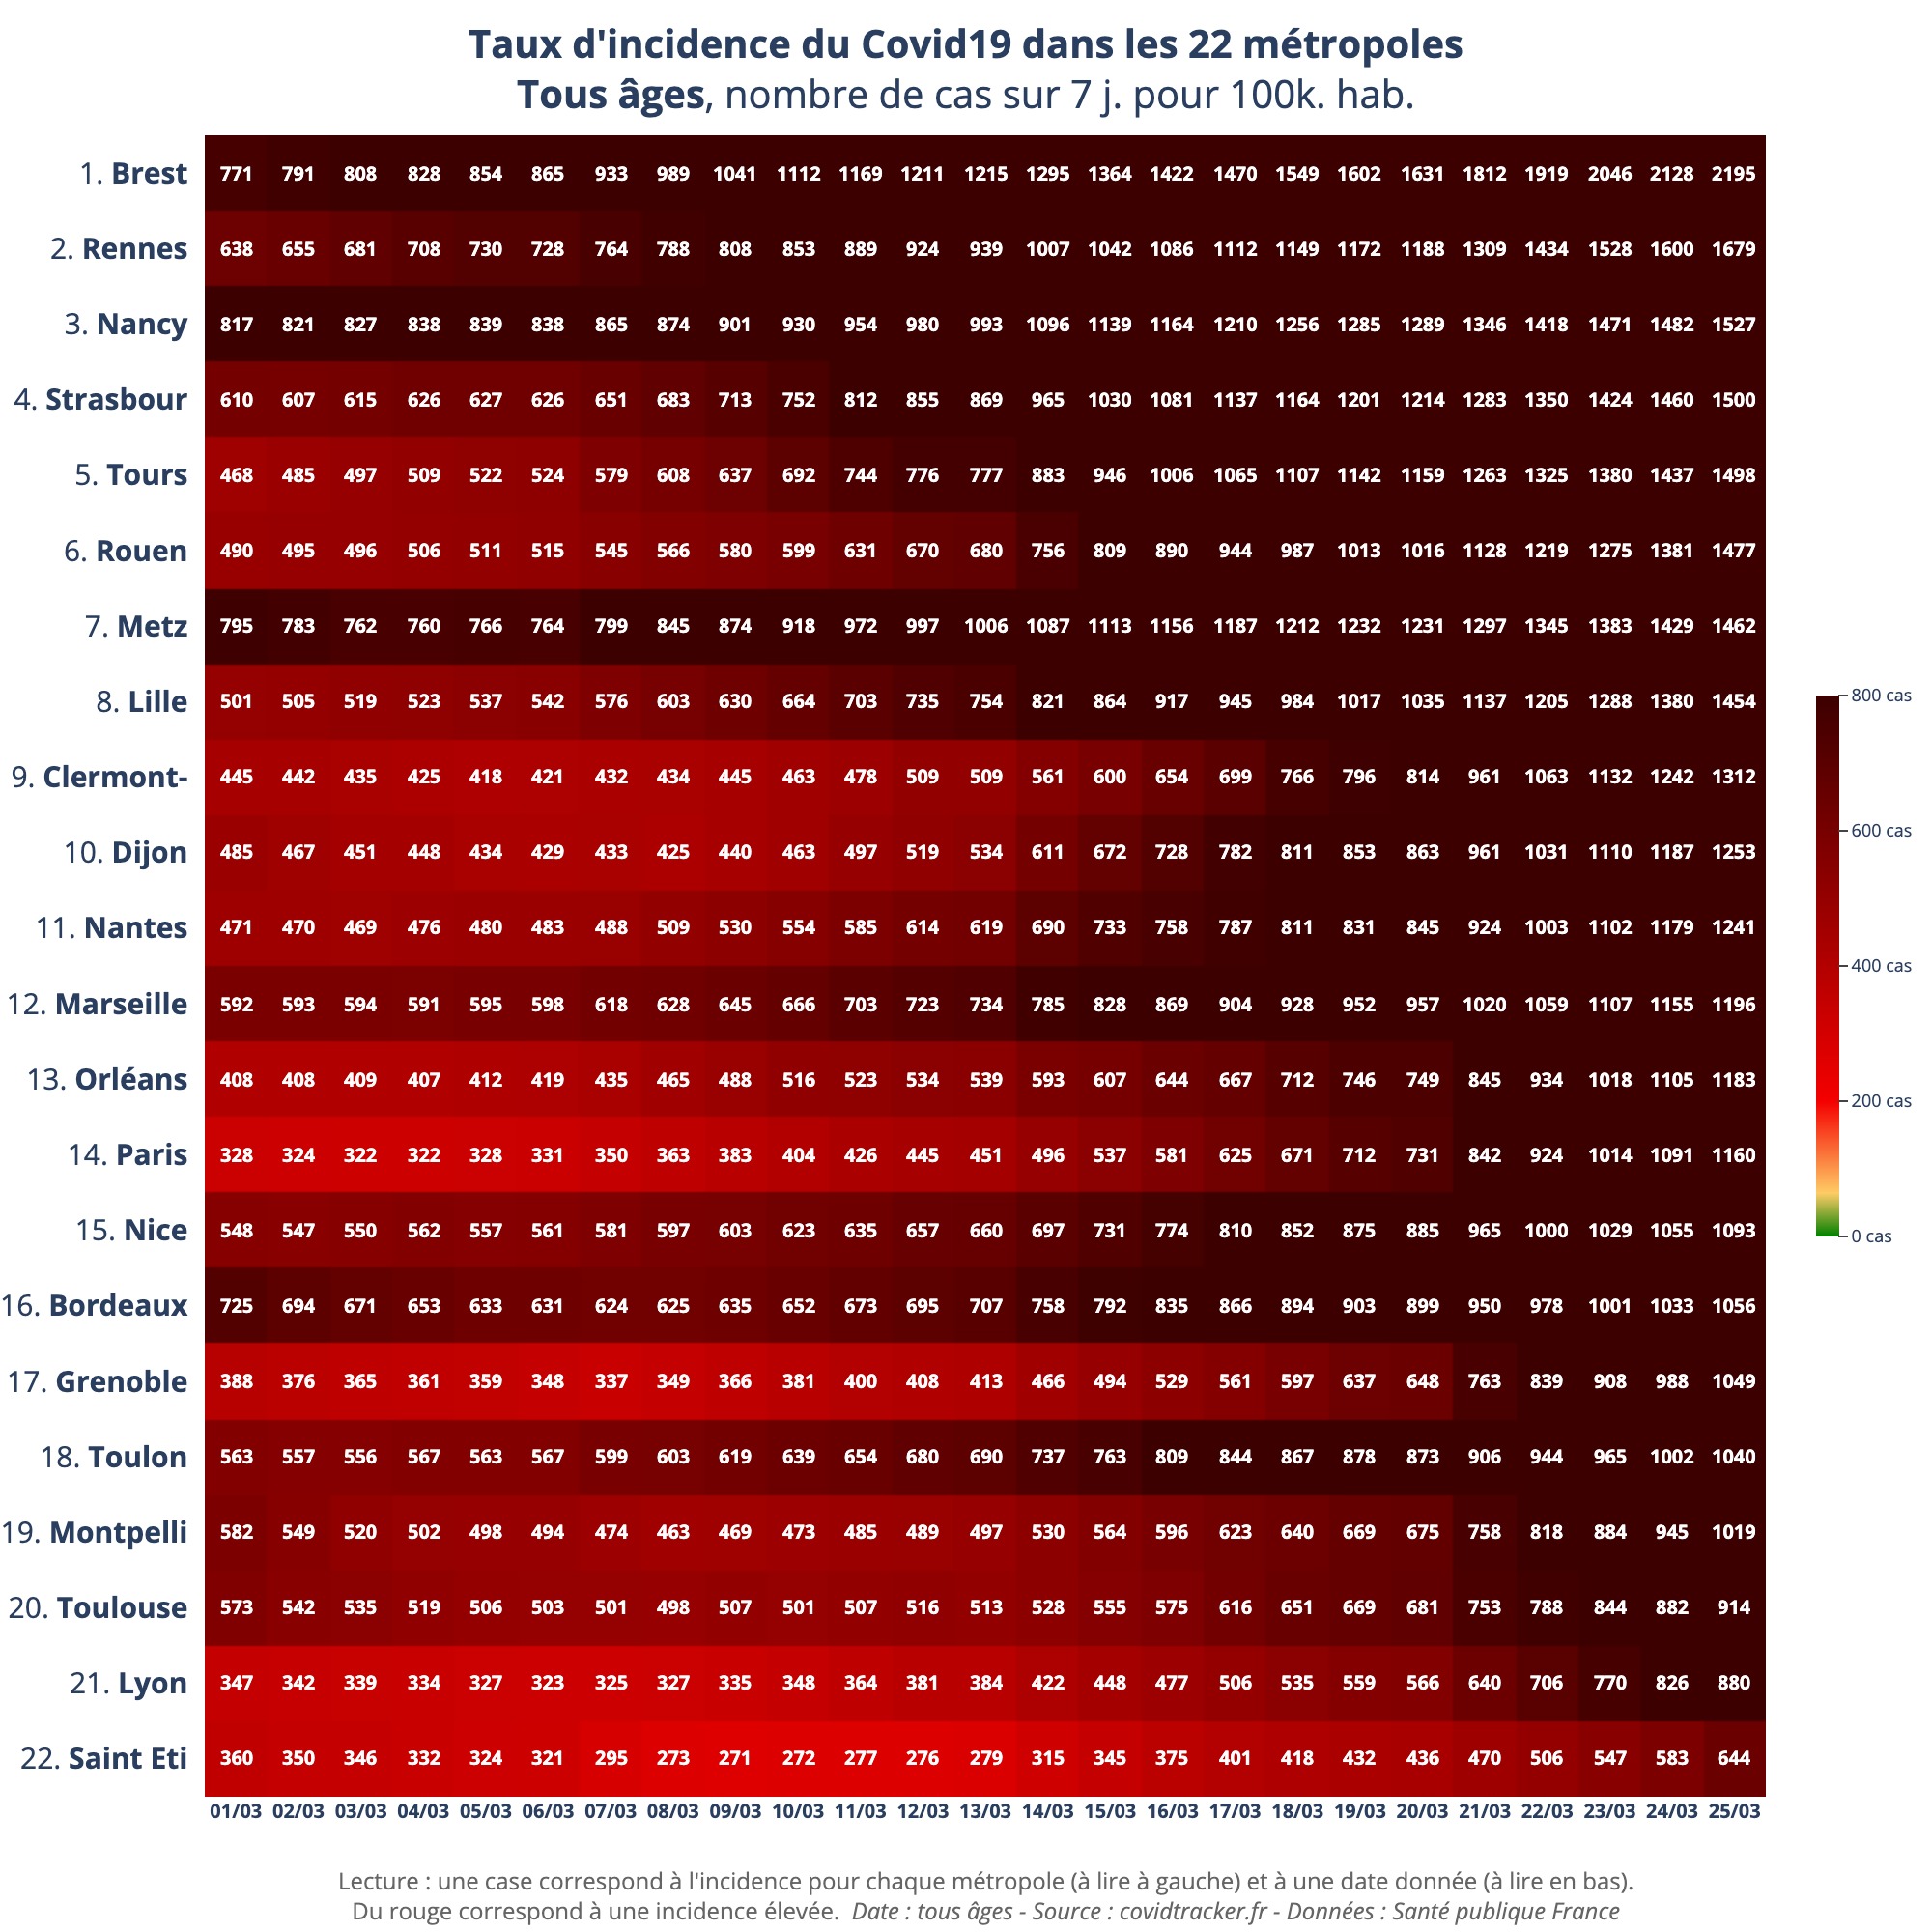 Taux d'incidence du Covid19 dans les 22 métropoles
Tous âges, nombre de cas sur 7 j. pour 100k. hab.
1. Brest 771 791 808 828 854 865 933 989 1041 1112 1169 1211 1215 1295 1364 1422 1470 1549 1602 1631 1812 1919 2046 2128 2195
2. Rennes 638 655 681 708 730 728 764 788 808 853 889 924 939 1007 1042 1086 1112 1149 1172 1188 1309 1434 1528 1600 1679
3. Nancy 817 821 827 838 839 838 865 874 901 930 954 980 993 1096 1139 1164 1210 1256 1285 1289 1346 1418 1471 1482 1527
4. Strasbour 610 607 615 626 627 626 651 683 713 752 812 855 869 965 1030 1081 1137 1164 1201 1214 1283 1350 1424 1460 1500
5. Tours 468 485 497 509 522 524 579 608 637 692 744 776 777 883 946 1006 1065 1107 1142 1159 1263 1325 1380 1437 1498
6. Rouen 490 495 496 506 511 515 545 566 580 599 631 670 680 756 809 890 944 987 1013 1016 1128 1219 1275 1381 1477
7. Metz 795 783 762 760 766 764 799 845 874 918 972 997 1006 1087 1113 1156 1187 1212 1232 1231 1297 1345 1383 1429 1462
8. Lille 501 505 519 523 537 542 576 603 630 664 703 735 754 821 864 917 945 984 1017 1035 1137 1205 1288 1380 1454
800 cas
9. Clermont- 445 442 435 425 418 421 432 434 445 463 478 509 509 561 600 654 699 766 796 814 961 1063 1132 1242 1312
600 cas
10. Dijon 485 467 451 448 434 429 433 425 440 463 497 519 534 611 672 728 782 811 853 863 961 1031 1110 1187 1253
11. Nantes 471 470 469 476 480 483 488 509 530 554 585 614 619 690 733 758 787 811 831 845 924 1003 1102 1179 1241
400 cas
12. Marseille 592 593 594 591 595 598 618 628 645 666 703 723 734 785 828 869 904 928 952 957 1020 1059 1107 1155 1196
13. Orléans 408 408 409 407 412 419 435 465 488 516 523 534 539 593 607 644 667 712 746 749 845 934 1018 1105 1183
200 cas
14. Paris 328 324 322 322 328 331 350 363 383 404 426 445 451 496 537 581 625 671 712 731 842 924 1014 1091 1160
15. Nice 548 547 550 562 557 561 581 597 603 623 635 657 660 697 731 774 810 852 875 885 965 1000 1029 1055 1093
0 cas
16. Bordeaux 725 694 671 653 633 631 624 625 635 652 673 695 707 758 792 835 866 894 903 899 950 978 1001 1033 1056
17. Grenoble 388 376 365 361 359 348 337 349 366 381 400 408 413 466 494 529 561 597 637 648 763 839 908 988 1049
18. Toulon 563 557 556 567 563 567 599 603 619 639 654 680 690 737 763 809 844 867 878 873 906 944 965 1002 1040
19. Montpelli 582 549 520 502 498 494 474 463 469 473 485 489 497 530 564 596 623 640 669 675 758 818 884 945 1019
20. Toulouse 573 542 535 519 506 503 501 498 507 501 507 516 513 528 555 575 616 651 669 681 753 788 844 882 914
21. Lyon 347 342 339 334 327 323 325 327 335 348 364 381 384 422 448 477 506 535 559 566 640 706 770 826 880
22. Saint Eti 360 350 346 332 324 321 295 273 271 272 277 276 279 315 345 375 401 418 432 436 470 506 547 583 644
01/03 02/03 03/03 04/03 05/03 06/03 07/03 08/03 09/03 10/03 11/03 12/03 13/03 14/03 15/03 16/03 17/03 18/03 19/03 20/03 21/03 22/03 23/03 24/03 25/03
Lecture : une case correspond à l'incidence pour chaque métropole (à lire à gauche) et à une date donnée (à lire en bas).
Du rouge correspond à une incidence élevée. Date : tous âges - Source : covidtracker.fr - Données : Santé publique France